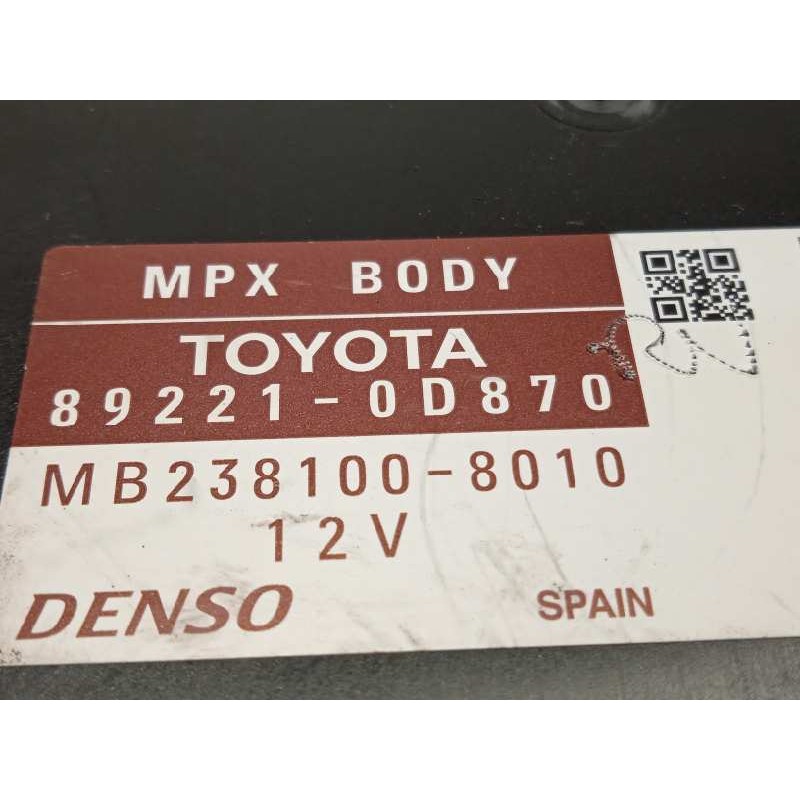 MPX BODY
TOYOTA
89221-0D870
MB238100-8010
12V
DENSO
SPAIN